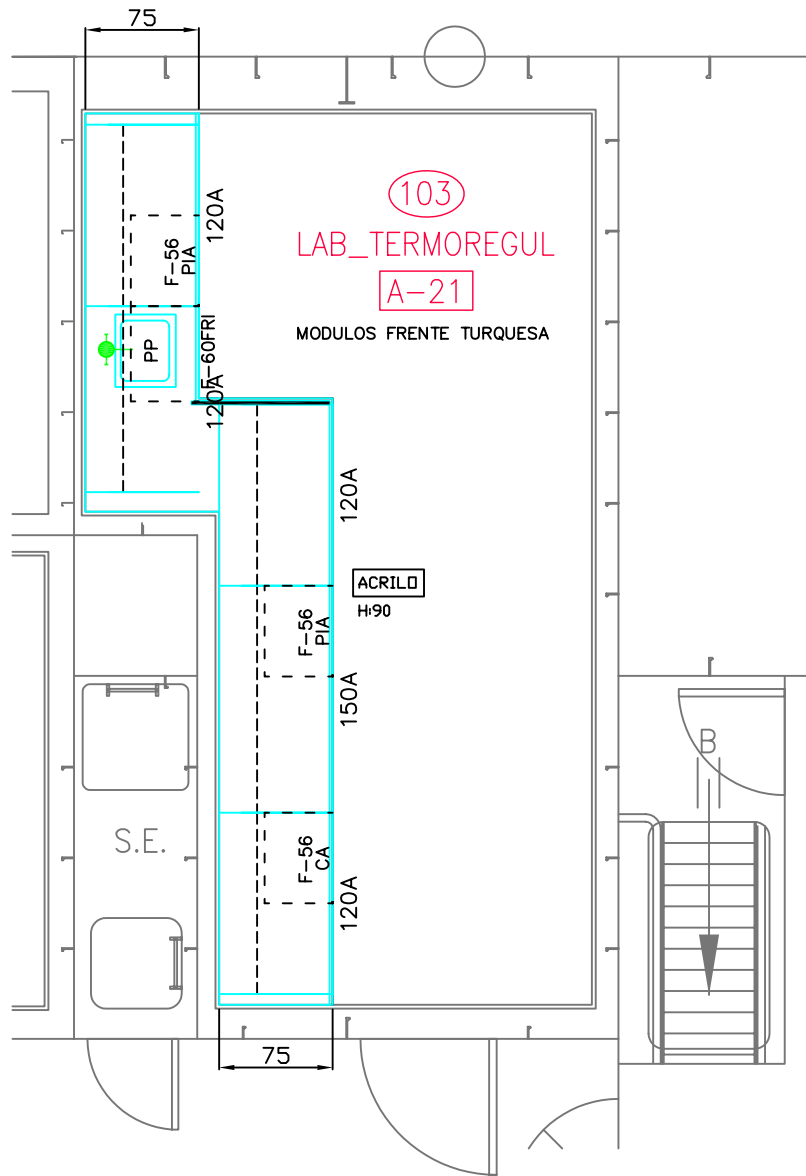 75
120A
F-56
PIA
103
LAB_TERMOREGUL
A-21
MODULOS FRENTE TURQUESA
PP
F-60FRI
120A
120A
ACRILO
H:90
F-56
PIA
150A
B
S.E.
F-56
CA
120A
75